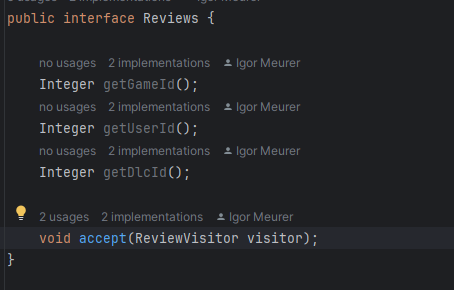 public interface Reviews {
no usages 2 implementations Igor Meurer
Integer getGameId();
no usages 2 implementations Igor Meurer
Integer getUserId();
no usages 2 implementations Igor Meurer
Integer getDlcId();
2 usages 2 implementations Igor Meurer
void accept(ReviewVisitor visitor);
}